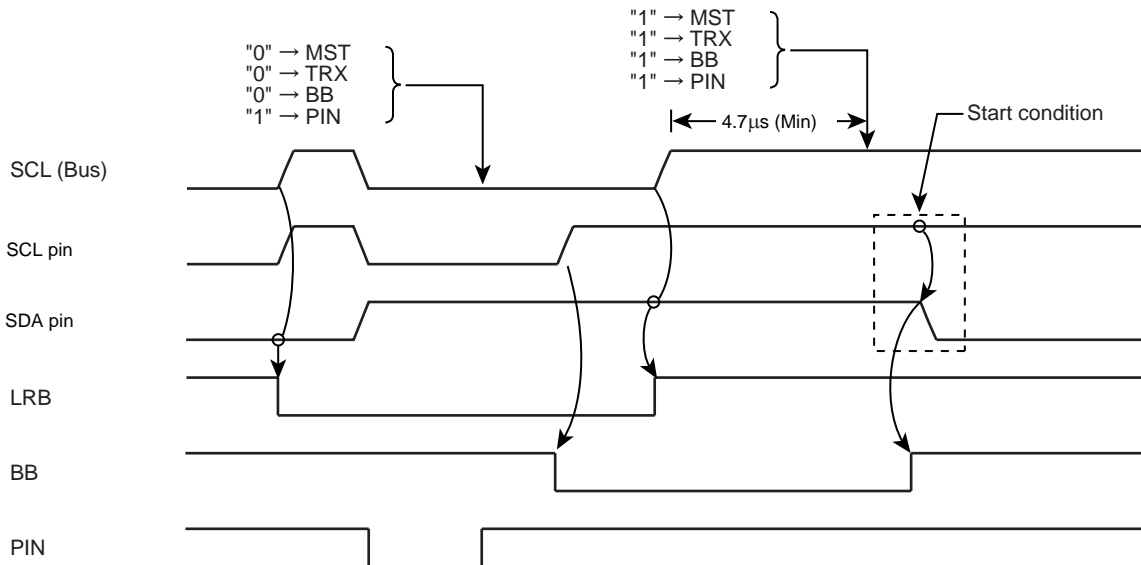 "0" → MST
"0" → TRX
"0" → BB
"1" → PIN
"1" → MST
"1" → TRX
"1" → BB
"1" → PIN
4.7μs (Min)
Start condition
SCL (Bus)
SCL pin
SDA pin
LRB
BB
PIN